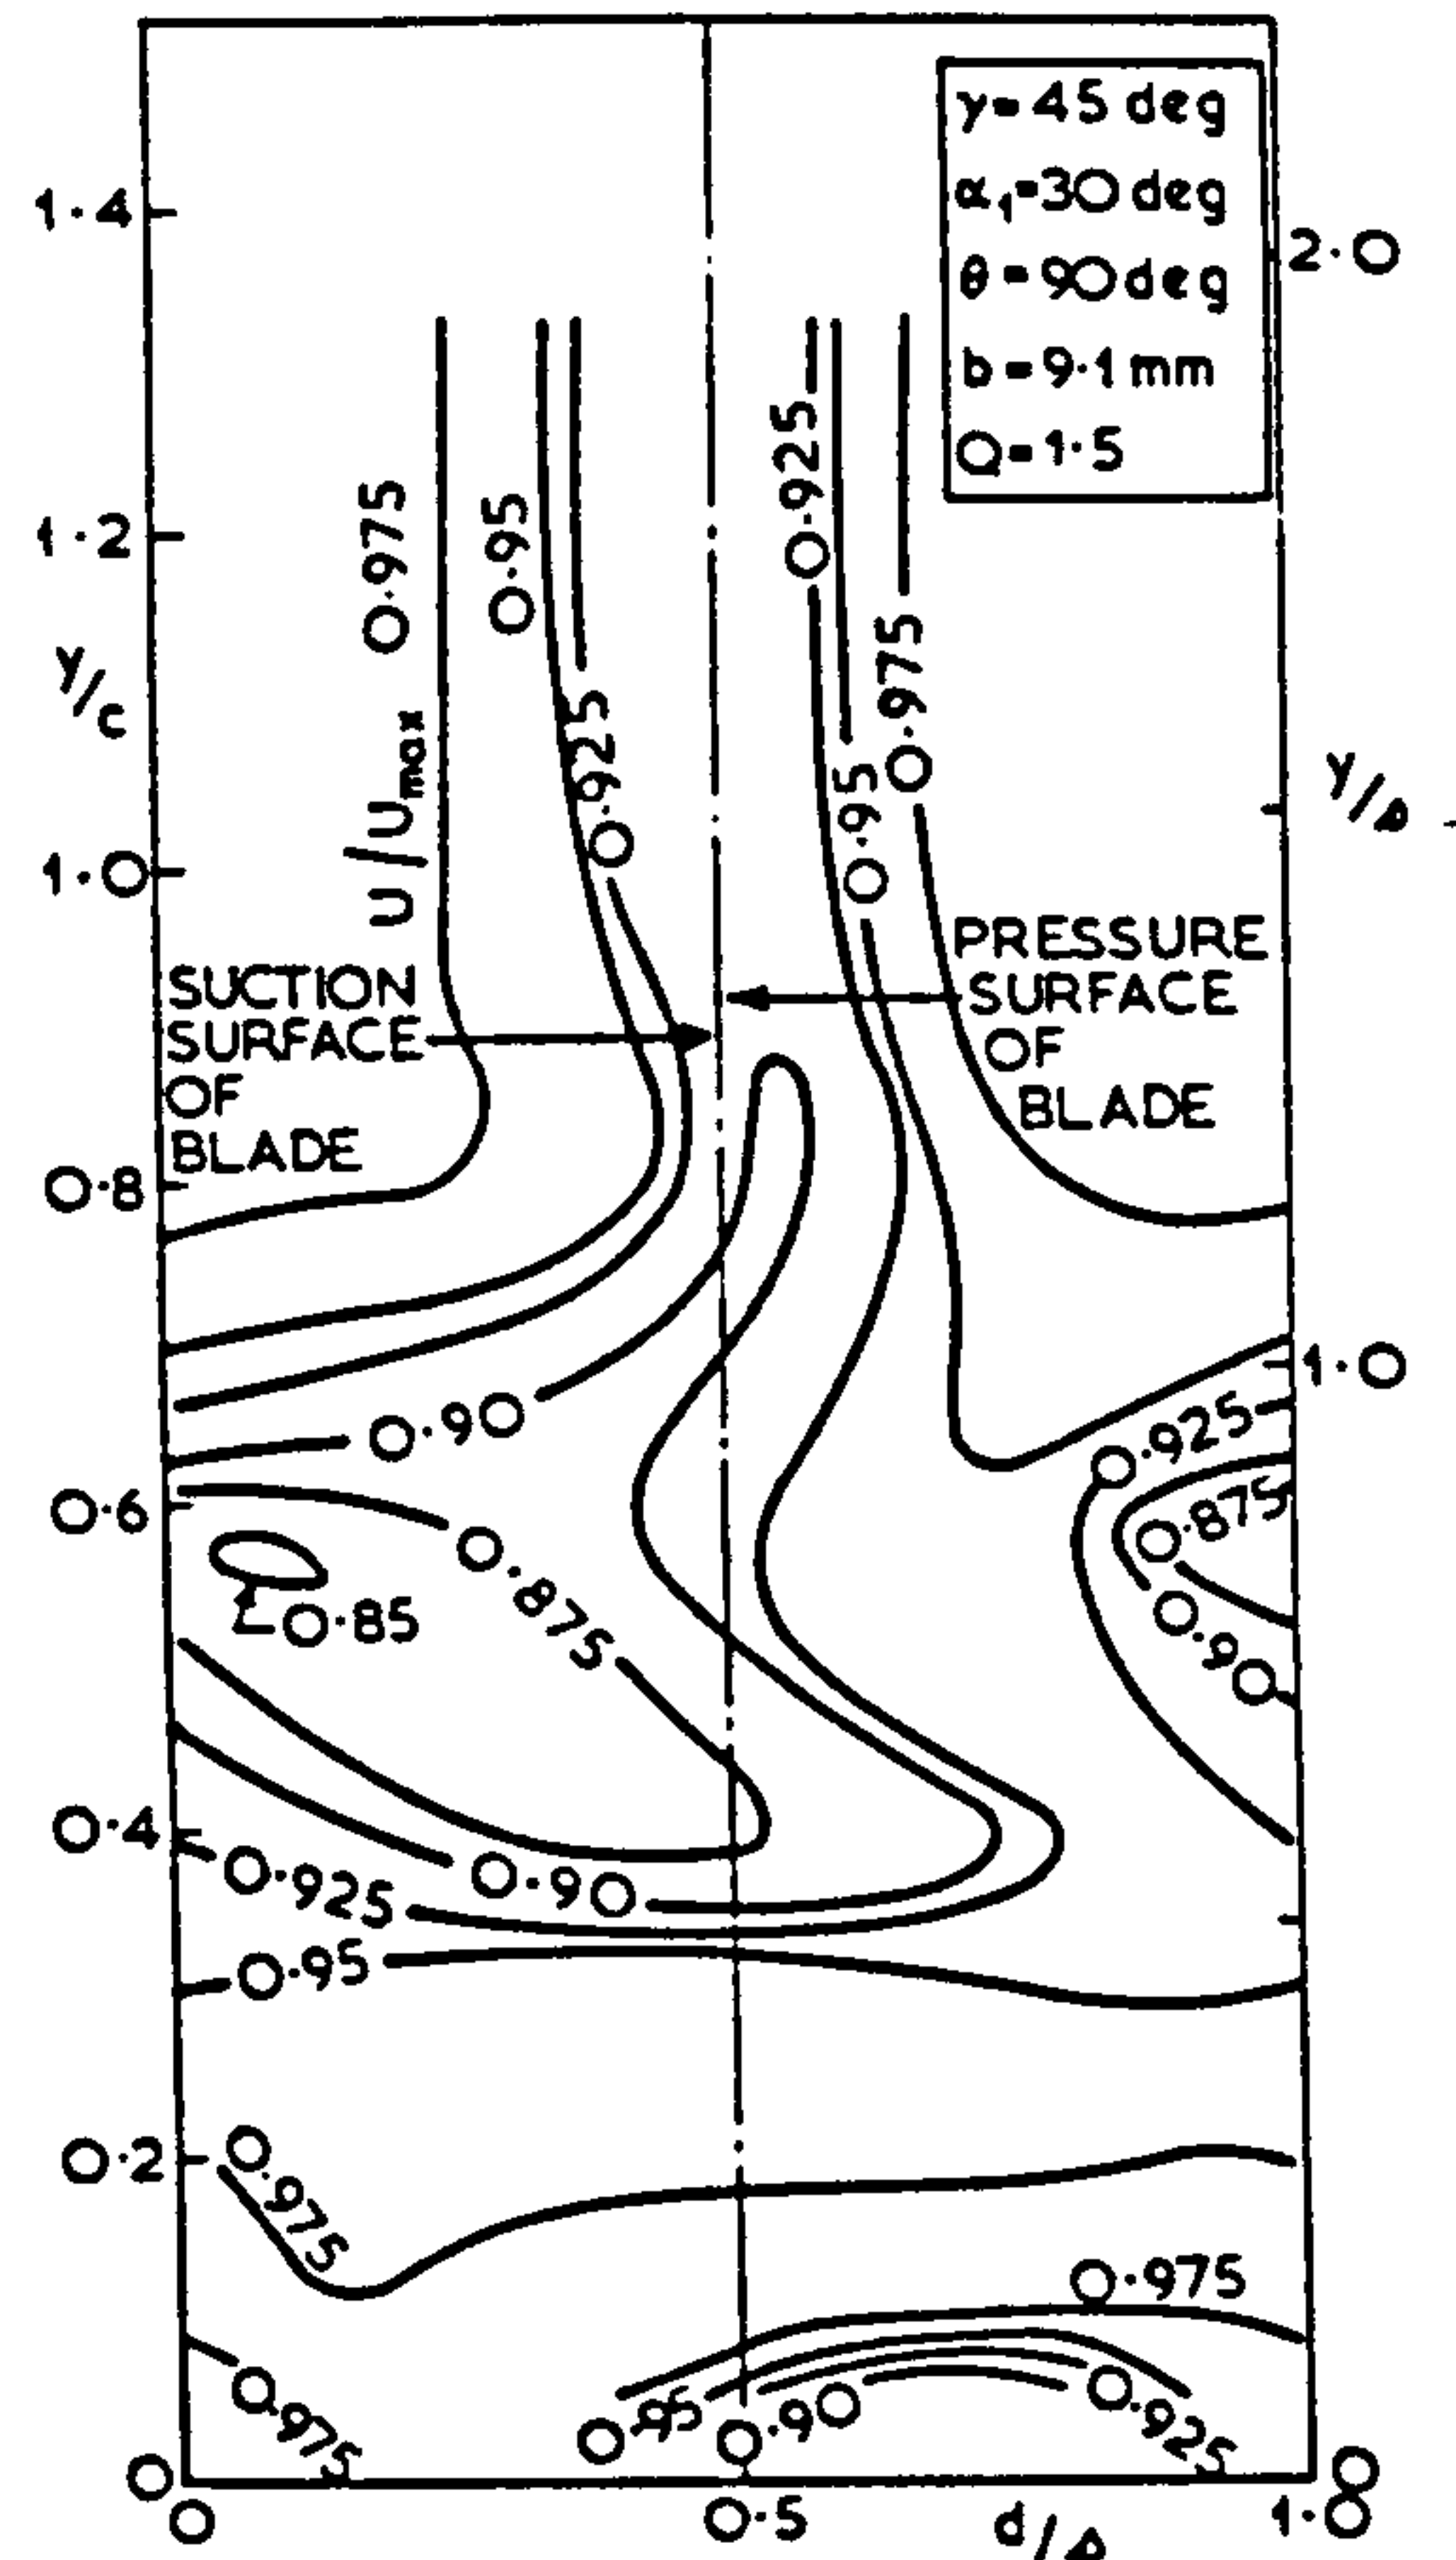 γ=45 deg
α₁=30 deg
θ=90deg
b=9·1 mm
Q=1·5
1·4
2·0
0·925
0·975
0·95
1·2
0·975
y/c
0·925
u/Umax
0·95
y/s
1·0
PRESSURE
SURFACE
OF
BLADE
SUCTION
SURFACE
OF
BLADE
0·8
1·0
0·925
0·90
0·875
0·6
0·875
0·90
0·85
0·4
0·90
0·925
0·95
0·2
0·975
0·975
0·975
0·95
0·90
0·925
0
0
0
0·5
d/s
1·0